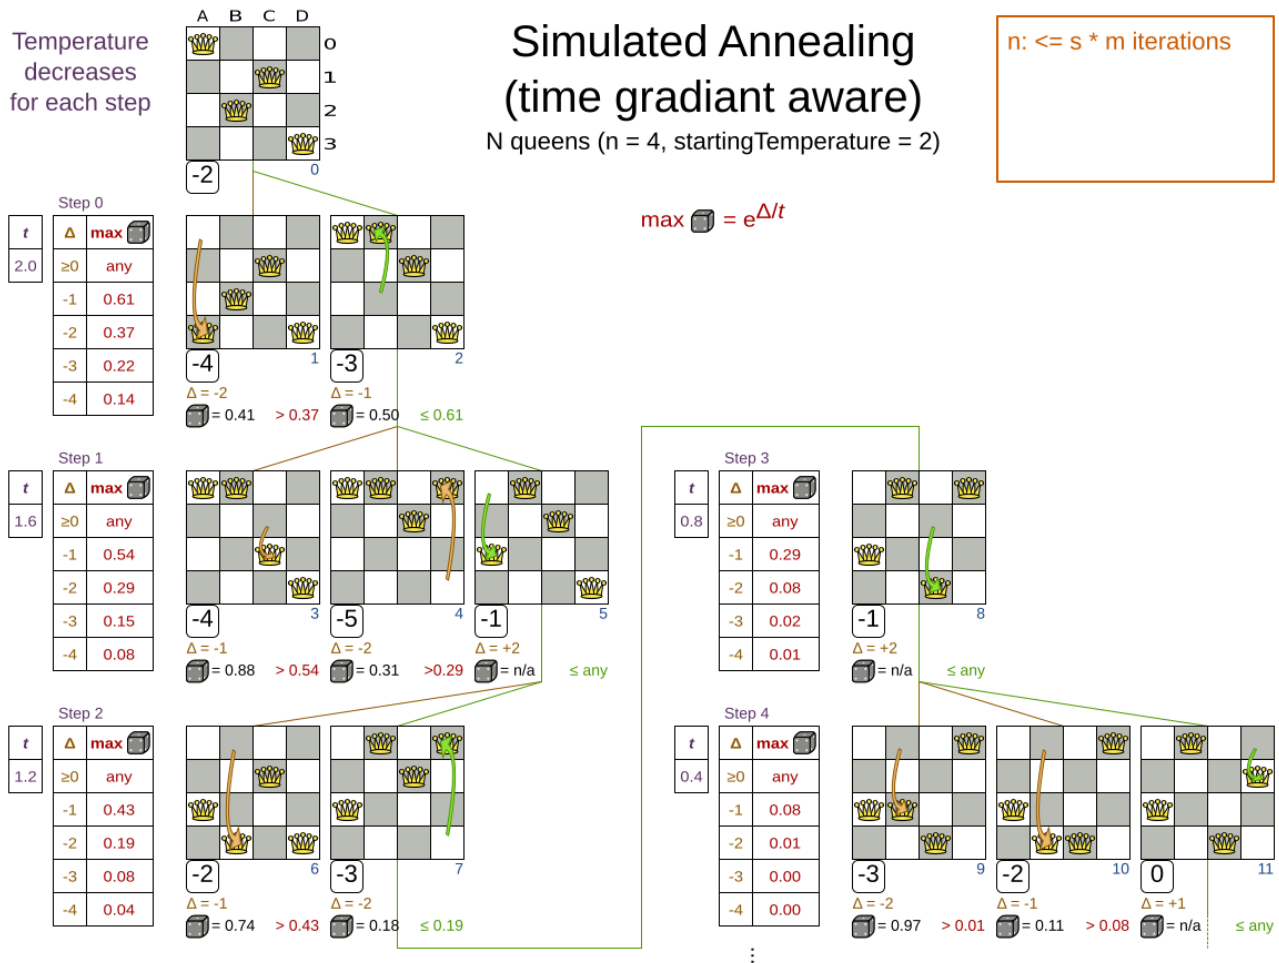 Temperature
decreases
for each step
A B C D
0
1
2
3
-2
0
Simulated Annealing
(time gradiant aware)
N queens (n = 4, startingTemperature = 2)
n: <= s * m iterations
max = e^Δ/t
Step 0
t
2.0
Δ max
≥0 any
-1 0.61
-2 0.37
-3 0.22
-4 0.14
-4 1
Δ = -2
= 0.41 > 0.37
-3 2
Δ = -1
= 0.50 ≤ 0.61
Step 1
t
1.6
Δ max
≥0 any
-1 0.54
-2 0.29
-3 0.15
-4 0.08
-4 3
Δ = -1
= 0.88 > 0.54
-5 4
Δ = -2
= 0.31 >0.29
-1 5
Δ = +2
= n/a ≤ any
Step 2
t
1.2
Δ max
≥0 any
-1 0.43
-2 0.19
-3 0.08
-4 0.04
-2 6
Δ = -1
= 0.74 > 0.43
-3 7
Δ = -2
= 0.18 ≤ 0.19
Step 3
t
0.8
Δ max
≥0 any
-1 0.29
-2 0.08
-3 0.02
-4 0.01
-1 8
Δ = +2
= n/a ≤ any
Step 4
t
0.4
Δ max
≥0 any
-1 0.08
-2 0.01
-3 0.00
-4 0.00
-3 9
Δ = -2
= 0.97 > 0.01
-2 10
Δ = -1
= 0.11 > 0.08
0 11
Δ = +1
= n/a ≤ any
⋮